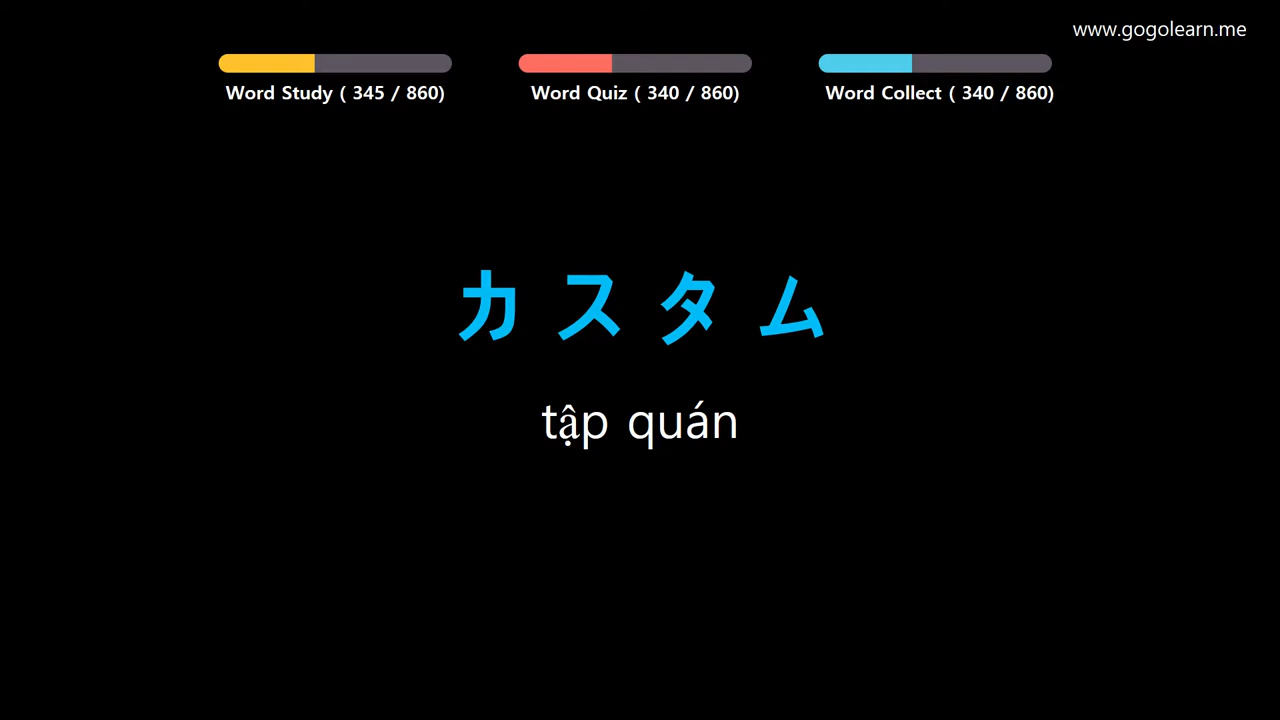 www.gogolearn.me
Word Study ( 345 / 860) Word Quiz ( 340 / 860) Word Collect ( 340 / 860)
カスタム
tập quán